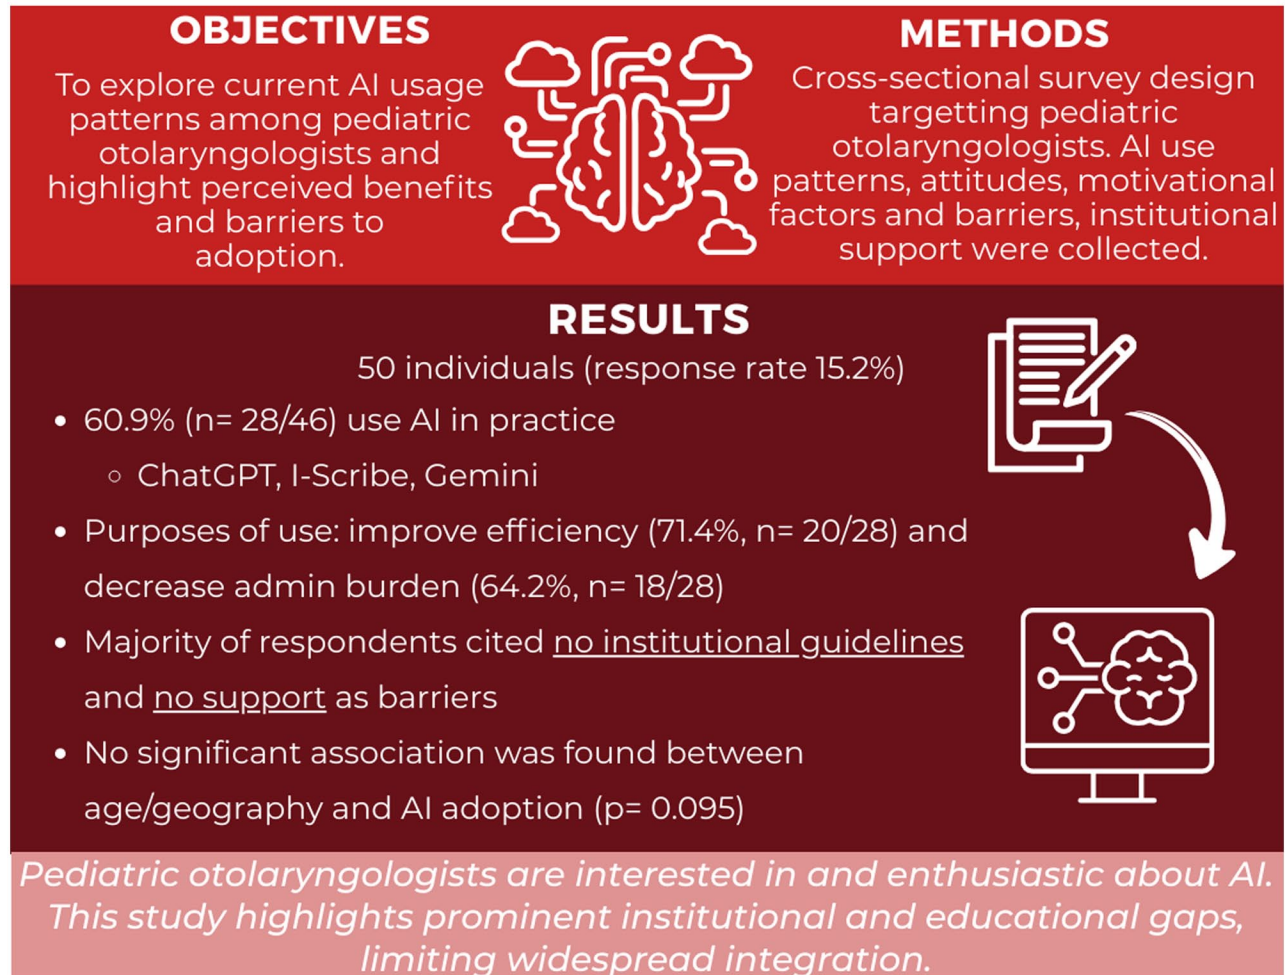 OBJECTIVES
To explore current AI usage
patterns among pediatric
otolaryngologists and
highlight perceived benefits
and barriers to
adoption.
METHODS
Cross-sectional survey design
targetting pediatric
otolaryngologists. AI use
patterns, attitudes, motivational
factors and barriers, institutional
support were collected.
RESULTS
50 individuals (response rate 15.2%)
• 60.9% (n= 28/46) use AI in practice
◦ ChatGPT, I-Scribe, Gemini
• Purposes of use: improve efficiency (71.4%, n= 20/28) and
decrease admin burden (64.2%, n= 18/28)
• Majority of respondents cited no institutional guidelines
and no support as barriers
• No significant association was found between
age/geography and AI adoption (p= 0.095)
Pediatric otolaryngologists are interested in and enthusiastic about AI.
This study highlights prominent institutional and educational gaps,
limiting widespread integration.